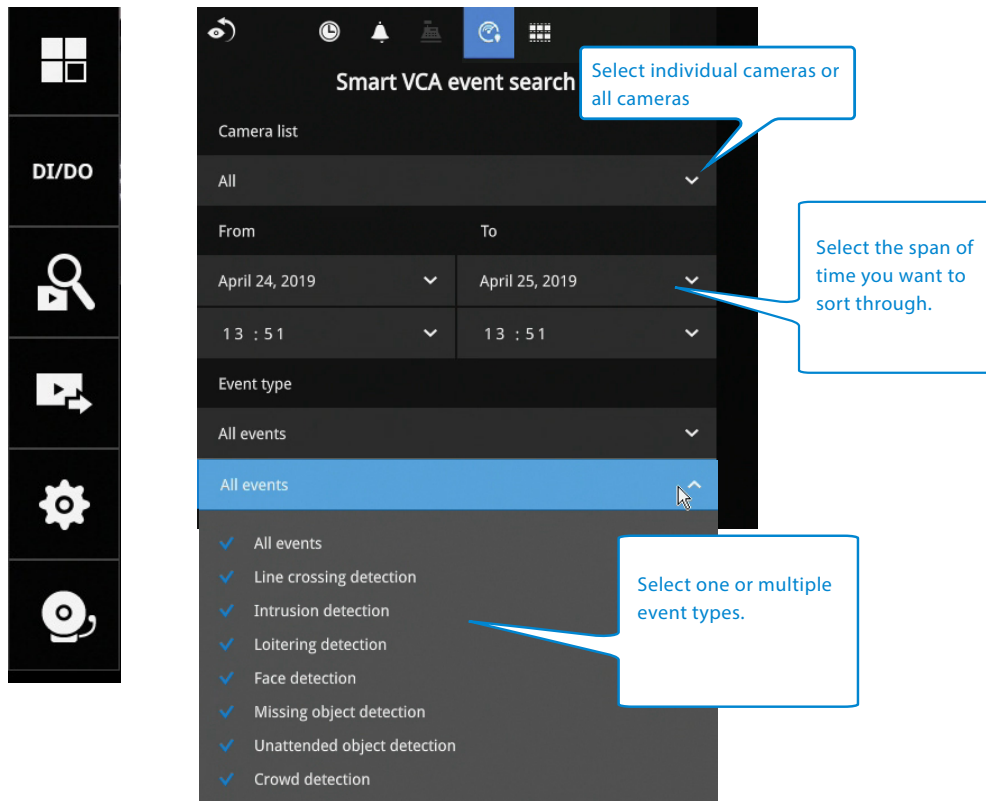 DI/DO
Smart VCA event search
Select individual cameras or
all cameras
Camera list
All
From To
April 24, 2019 April 25, 2019
13 : 51 13 : 51
Select the span of
time you want to
sort through.
Event type
All events
All events
All events
Line crossing detection
Intrusion detection
Loitering detection
Face detection
Missing object detection
Unattended object detection
Crowd detection
Select one or multiple
event types.